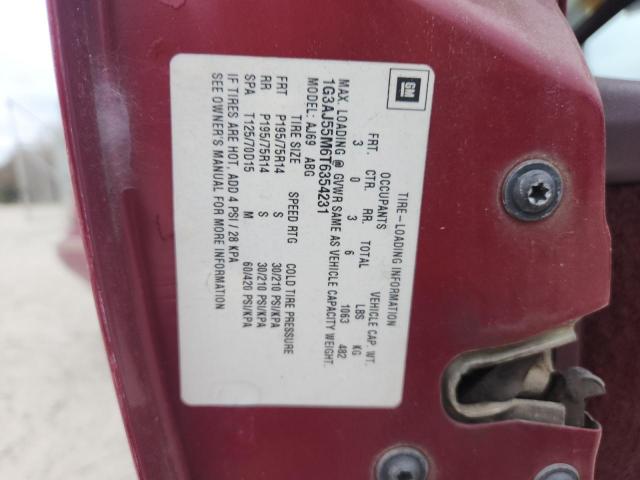 GM
TIRE-LOADING INFORMATION
OCCUPANTS VEHICLE CAP. WT.
FRT. CTR. RR. TOTAL LBS KG
3 0 3 6 1063 482
MAX. LOADING @ GVWR SAME AS VEHICLE CAPACITY WEIGHT.
1G3AJ55M6T6354231
MODEL: AJ69 ABG
TIRE SIZE SPEED RTG COLD TIRE PRESSURE
FRT P195/75R14 S 30/210 PSI/KPA
RR P195/75R14 S 30/210 PSI/KPA
SPA T125/70D15 M 60/420 PSI/KPA
IF TIRES ARE HOT, ADD 4 PSI / 28 KPA
SEE OWNER'S MANUAL FOR MORE INFORMATION